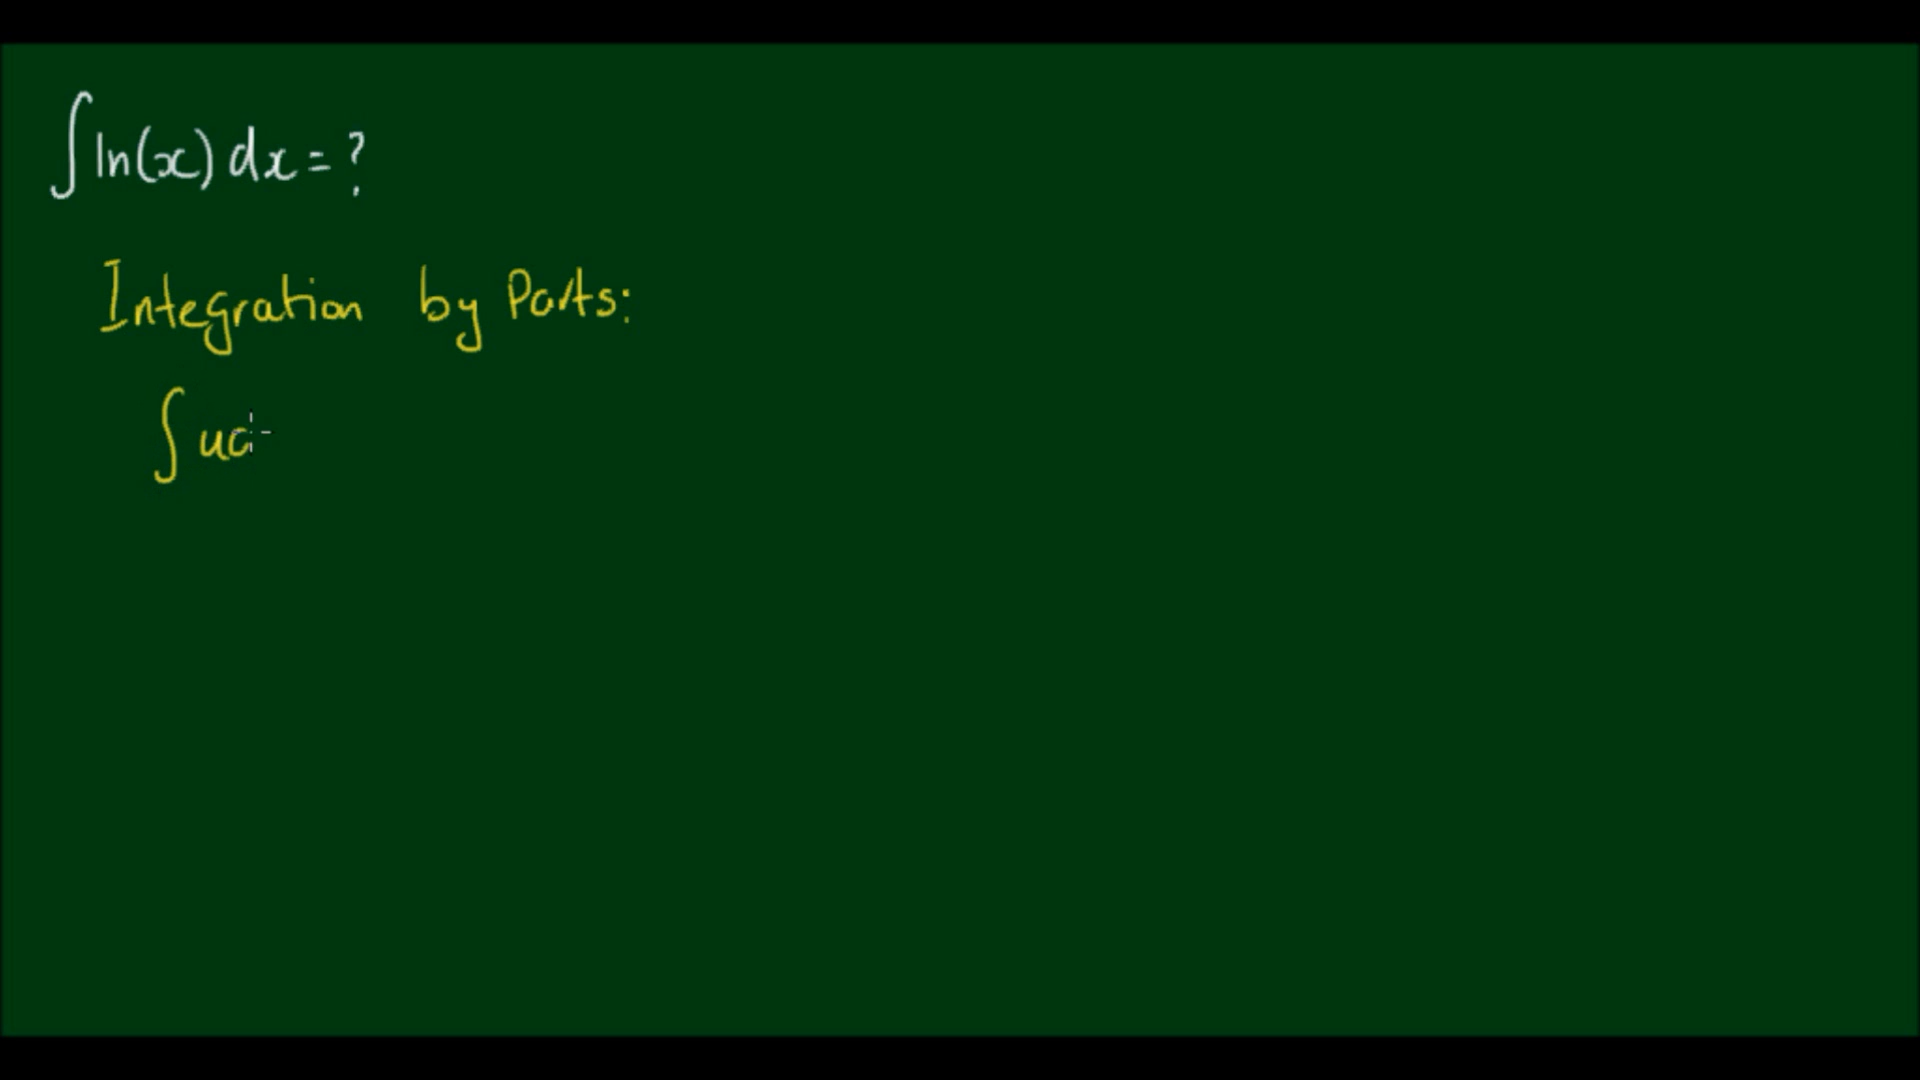 ∫ln(x) dx = ?
Integration by Parts:
∫ u